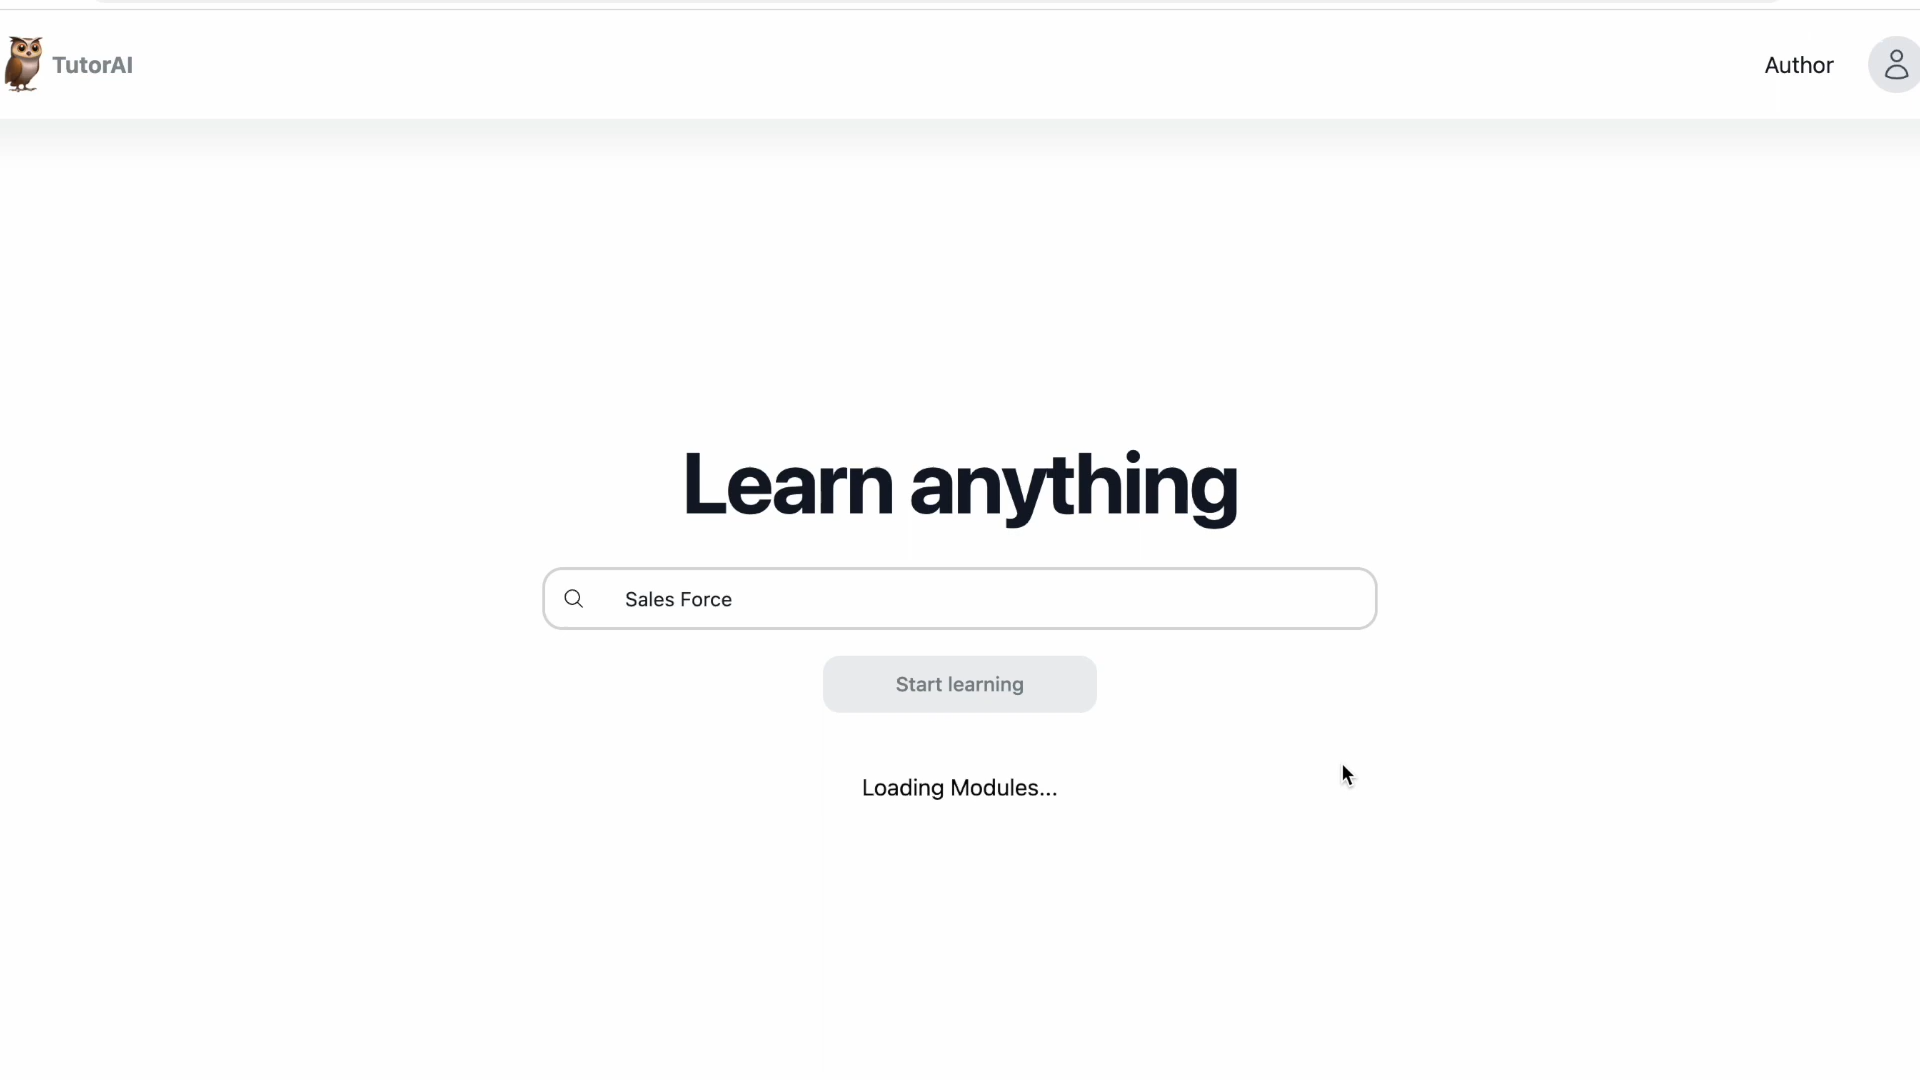 TutorAI
Author
Learn anything
Sales Force
Start learning
Loading Modules...